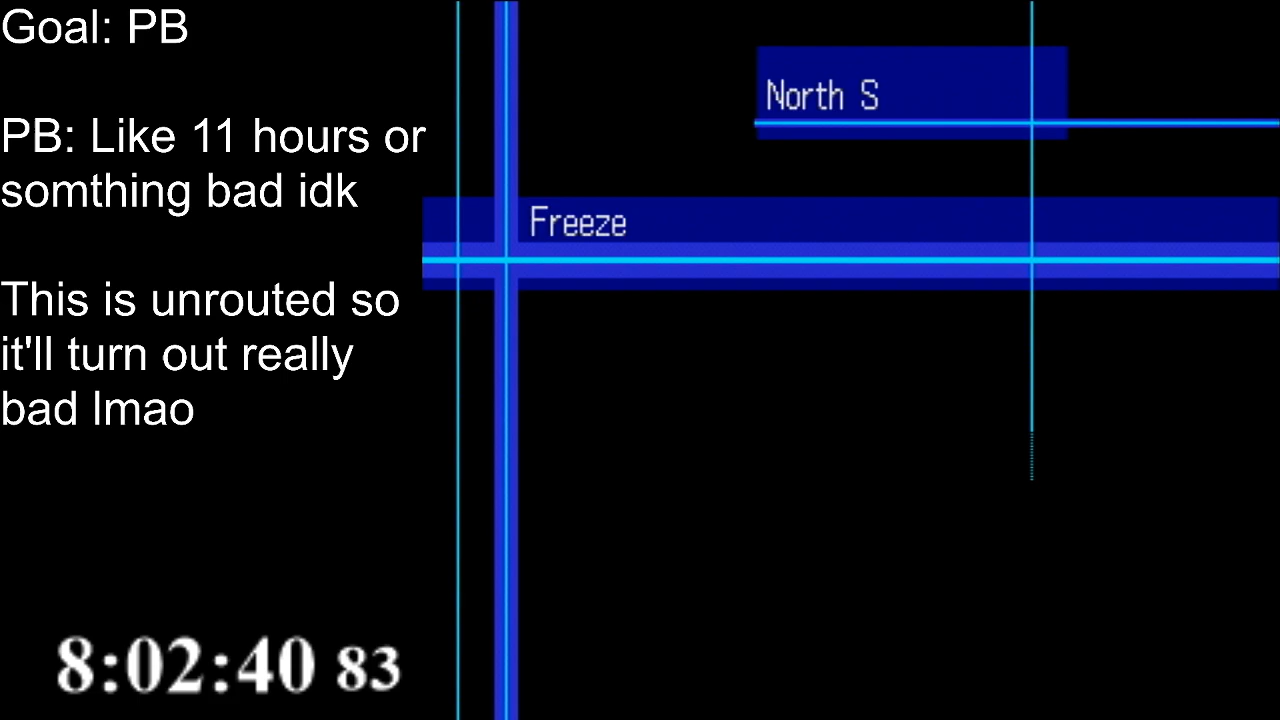 Goal: PB
PB: Like 11 hours or
somthing bad idk
This is unrouted so
it'll turn out really
bad lmao
North S
Freeze
8:02:40 83